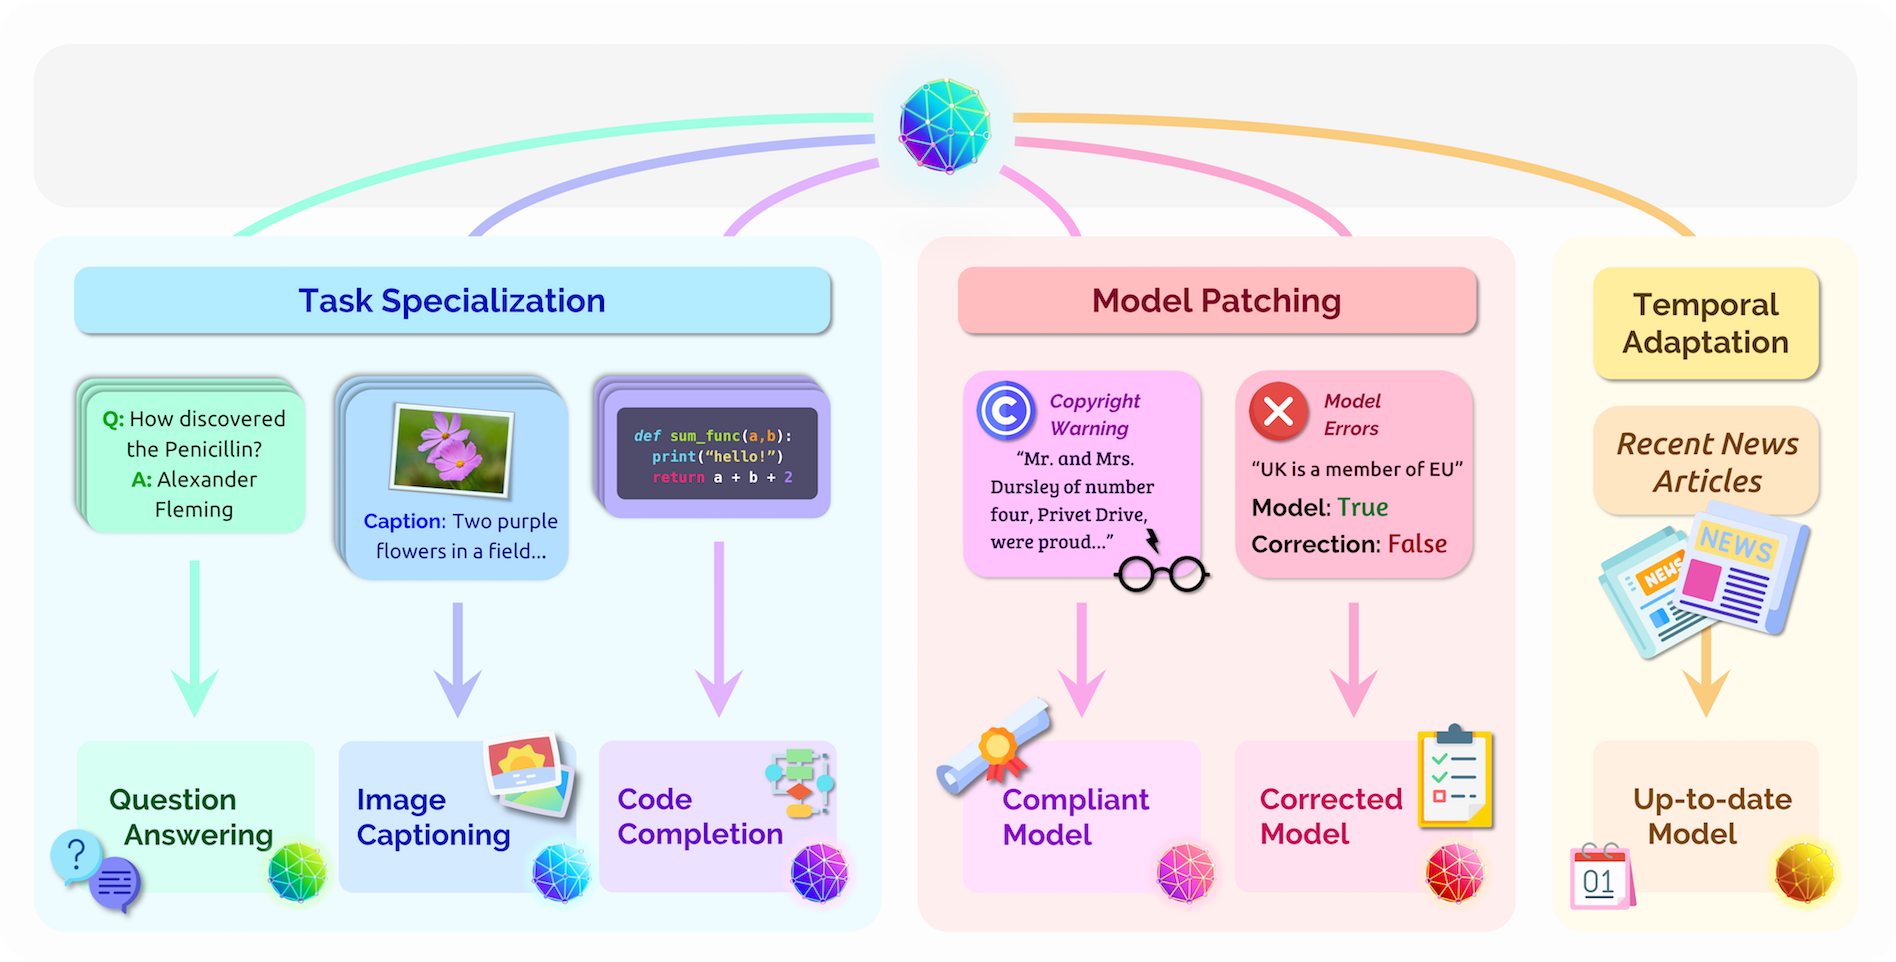 Task Specialization
Q: How discovered
the Penicillin?
A: Alexander
Fleming
Caption: Two purple
flowers in a field...
def sum_func(a,b):
print(“hello!”)
return a + b + 2
Question
Answering
?
Image
Captioning
Code
Completion
Model Patching
C
Copyright
Warning
“Mr. and Mrs.
Dursley of number
four, Privet Drive,
were proud...”
Model
Errors
“UK is a member of EU”
Model: True
Correction: False
Compliant
Model
Corrected
Model
Temporal
Adaptation
Recent News
Articles
NEWS
NEWS
Up-to-date
Model
01